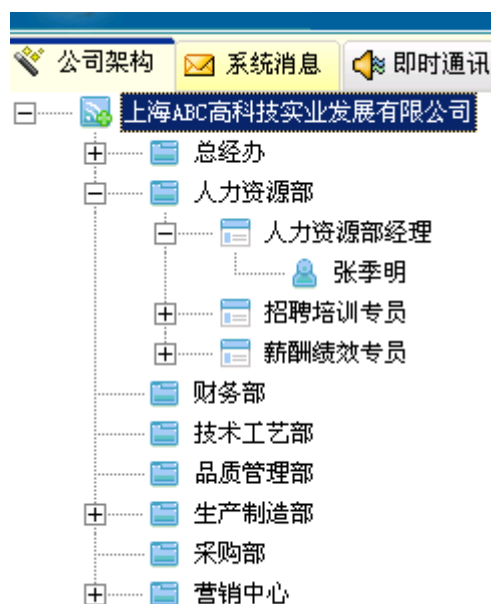 公司架构 系统消息 即时通讯
上海ABC高科技实业发展有限公司
总经办
人力资源部
人力资源部经理
张季明
招聘培训专员
薪酬绩效专员
财务部
技术工艺部
品质管理部
生产制造部
采购部
营销中心